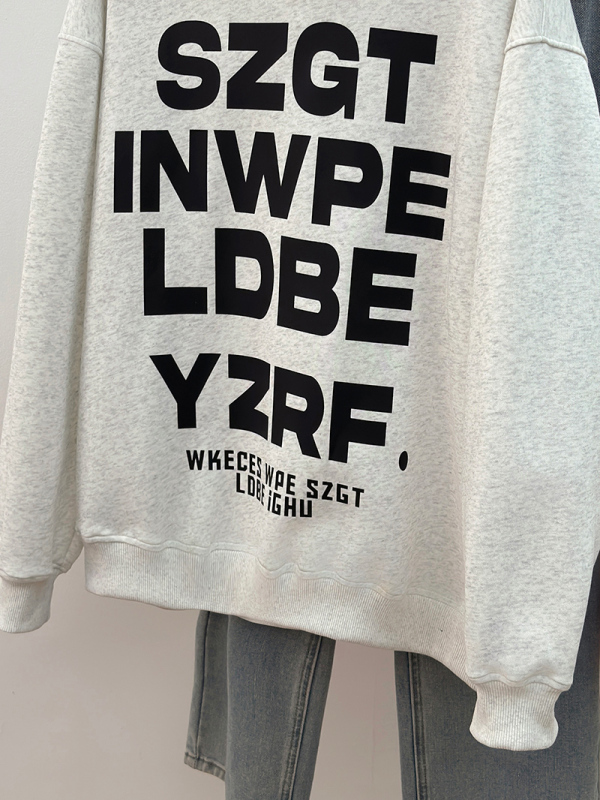 SZGT
INWPE
LDBE
YZRF.
WKECES WPE SZGT
LDBE iGHU